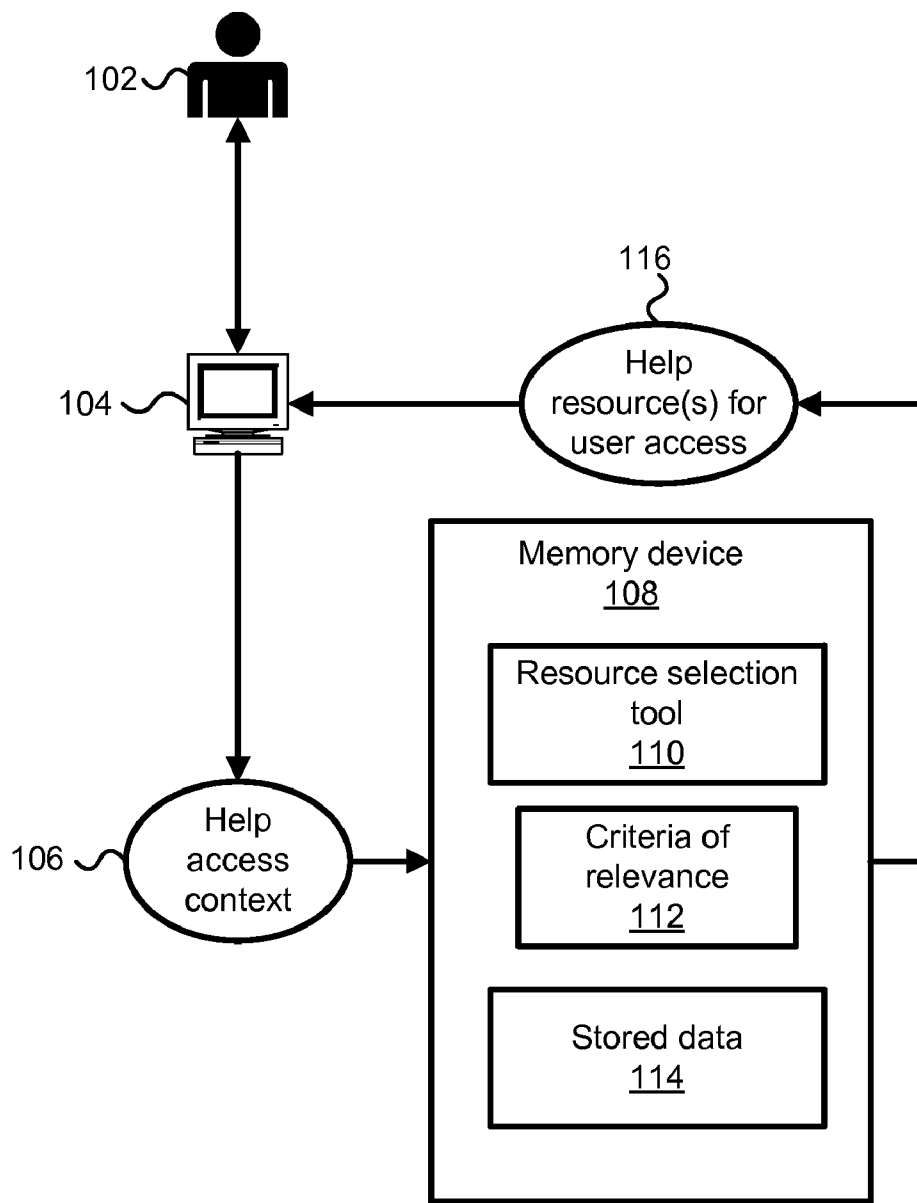 102
116
Help
resource(s) for
user access
104
Memory device
108
Resource selection
tool
110
Help
access
context
106
Criteria of
relevance
112
Stored data
114